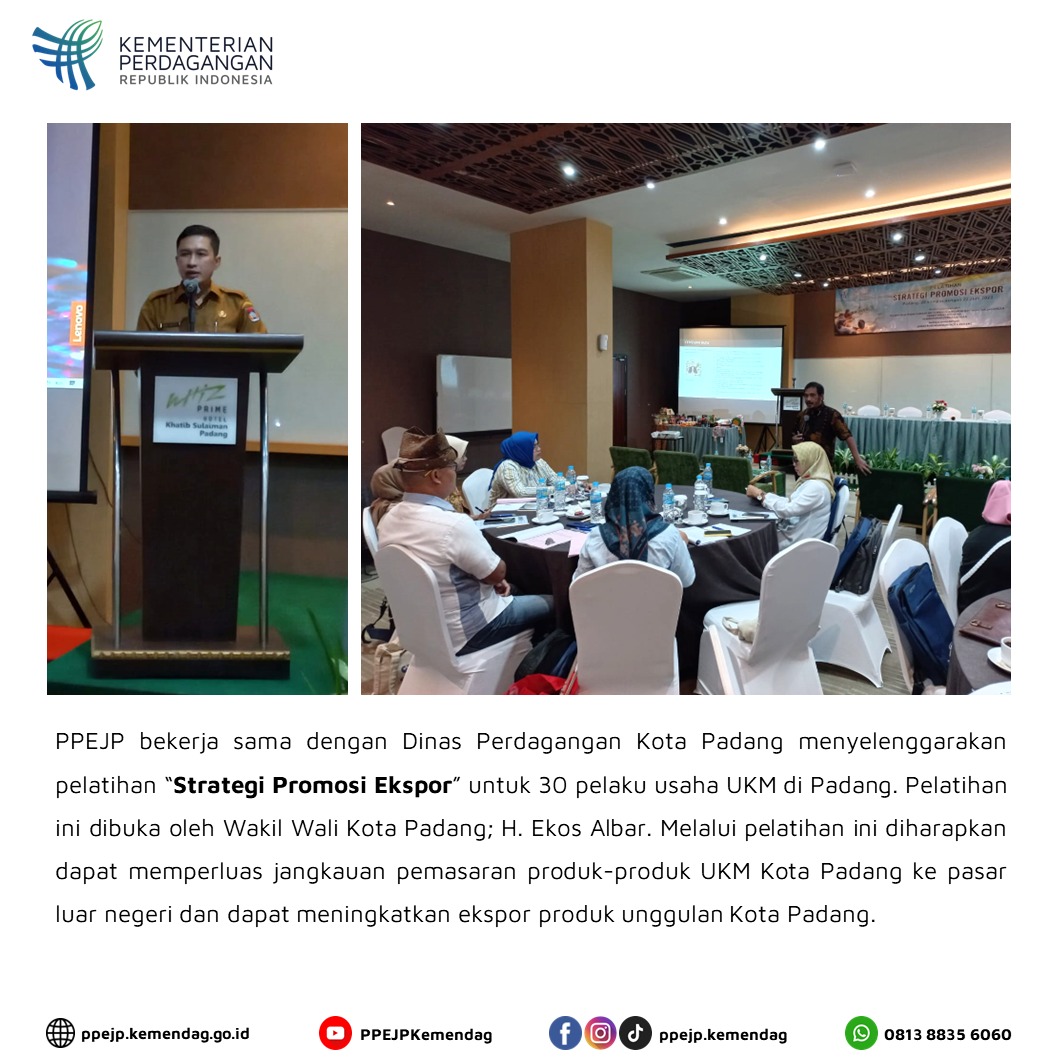 KEMENTERIAN
PERDAGANGAN
REPUBLIK INDONESIA
Lenovo
WHIZ
PRIME
HOTEL
Khatib Sulaiman
Padang
STRATEGI PROMOSI EKSPOR
PPEJP bekerja sama dengan Dinas Perdagangan Kota Padang menyelenggarakan
pelatihan “Strategi Promosi Ekspor” untuk 30 pelaku usaha UKM di Padang. Pelatihan
ini dibuka oleh Wakil Wali Kota Padang; H. Ekos Albar. Melalui pelatihan ini diharapkan
dapat memperluas jangkauan pemasaran produk-produk UKM Kota Padang ke pasar
luar negeri dan dapat meningkatkan ekspor produk unggulan Kota Padang.
ppejp.kemendag.go.id
PPEJPKemendag
ppejp.kemendag
0813 8835 6060